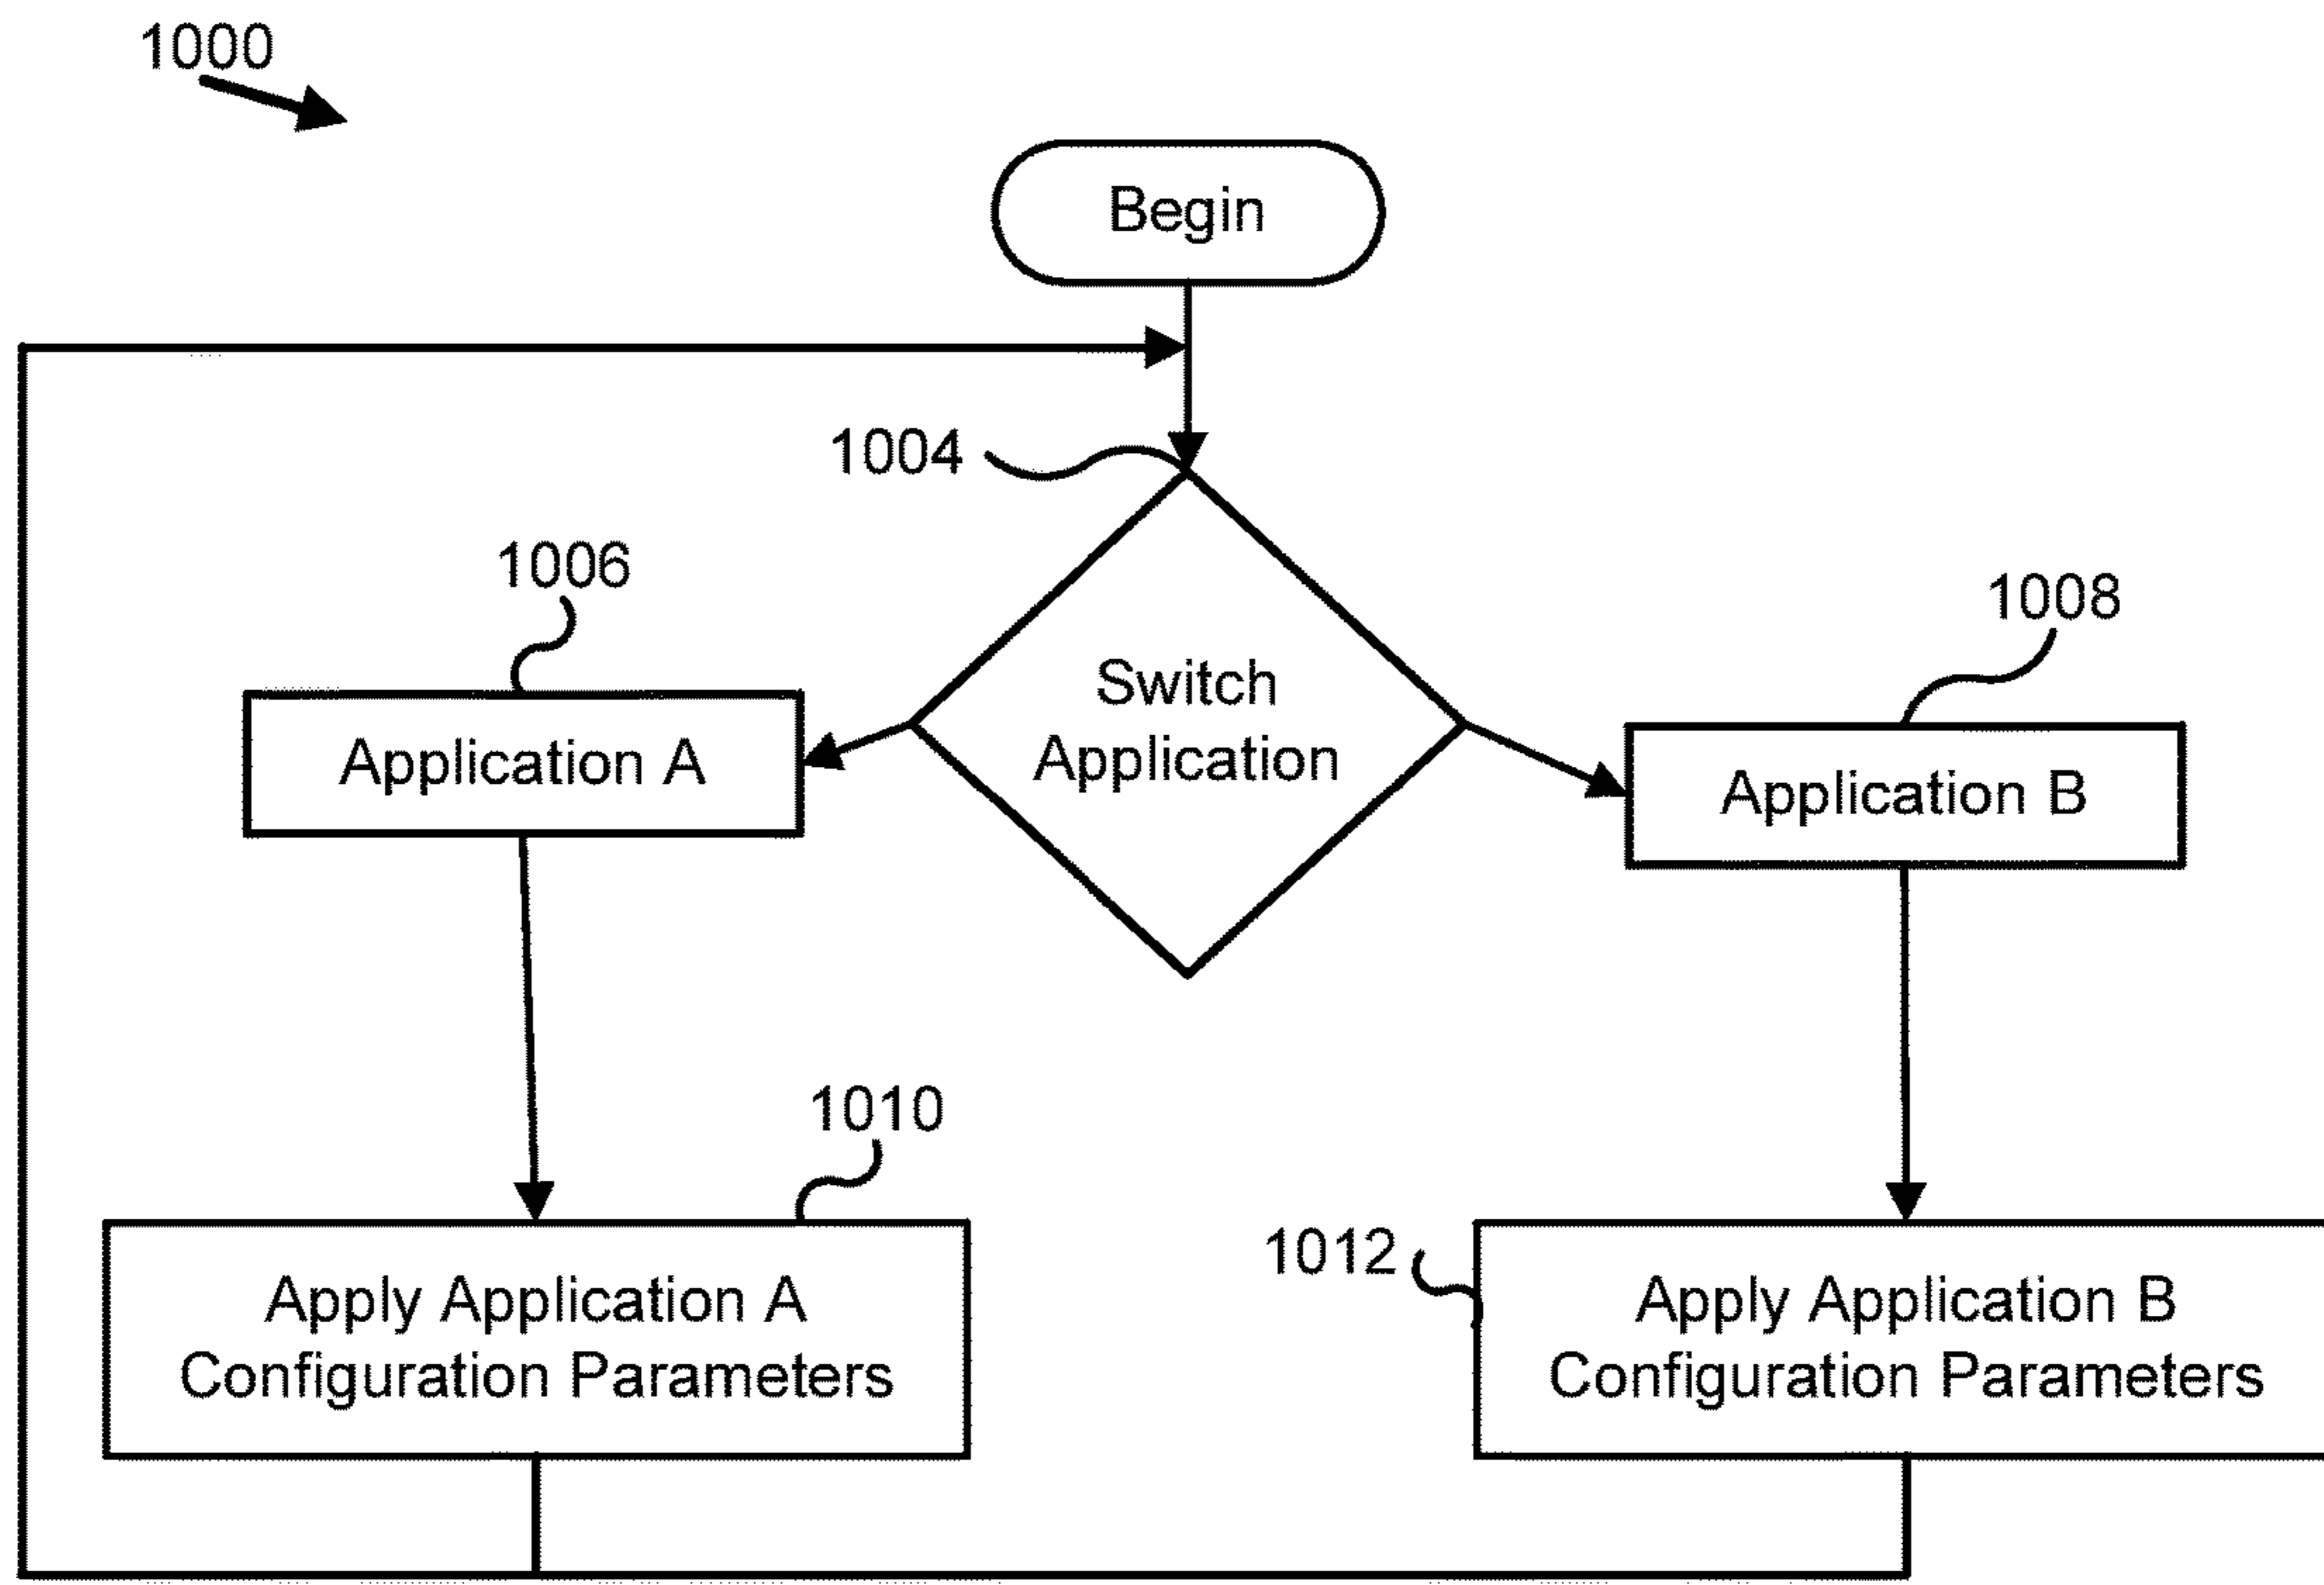 1000
Begin
1004
1006
1008
Switch
Application
Application A
Application B
1010
1012
Apply Application A
Configuration Parameters
Apply Application B
Configuration Parameters